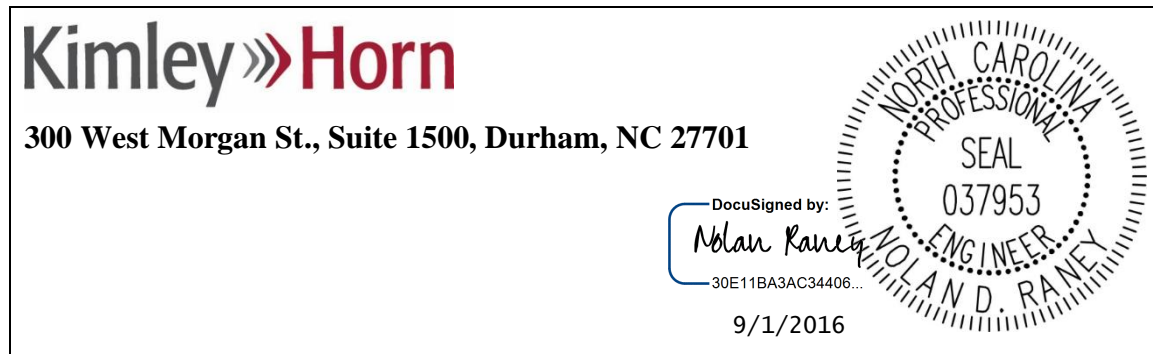 Kimley»Horn
300 West Morgan St., Suite 1500, Durham, NC 27701
NORTH CAROLINA
PROFESSIONAL
SEAL
037953
ENGINEER
NOLAN D. RANEY
DocuSigned by:
Nolan Raney
30E11BA3AC34406...
9/1/2016